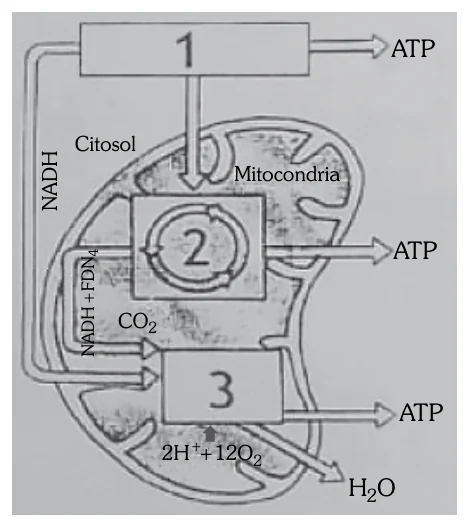 1
ATP
Citosol
NADH
Mitocondria
2
ATP
NADH+FDN₄
CO₂
3
ATP
2H⁺+12O₂
H₂O